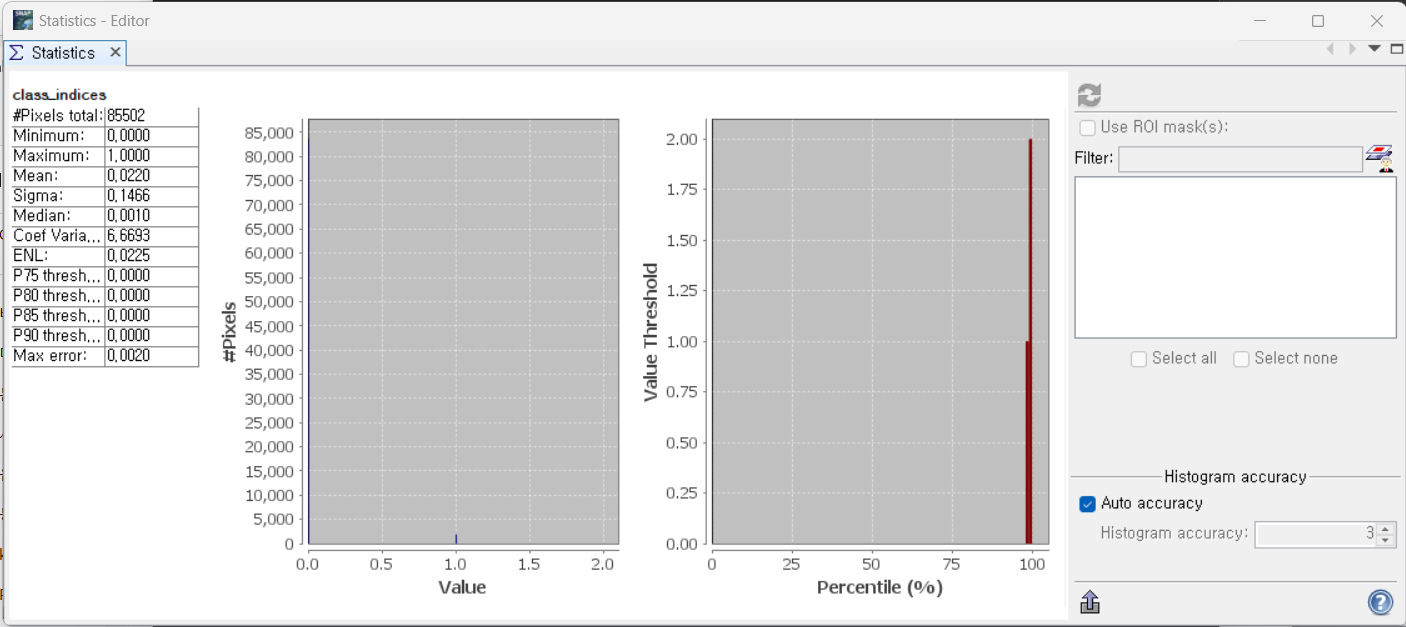 SNAP
Statistics - Editor
Σ Statistics
class_indices
#Pixels total: 85502
Minimum: 0,0000
Maximum: 1,0000
Mean: 0,0220
Sigma: 0,1466
Median: 0,0010
Coef Varia,,, 6,6693
ENL: 0,0225
P75 thresh,,, 0,0000
P80 thresh,,, 0,0000
P85 thresh,,, 0,0000
P90 thresh,,, 0,0000
Max error: 0,0020
#Pixels
85,000
80,000
75,000
70,000
65,000
60,000
55,000
50,000
45,000
40,000
35,000
30,000
25,000
20,000
15,000
10,000
5,000
0
0.0 0.5 1.0 1.5 2.0
Value
Value Threshold
2.00
1.75
1.50
1.25
1.00
0.75
0.50
0.25
0.00
0 25 50 75 100
Percentile (%)
Use ROI mask(s):
Filter:
Select all Select none
Histogram accuracy
Auto accuracy
Histogram accuracy: 3
?